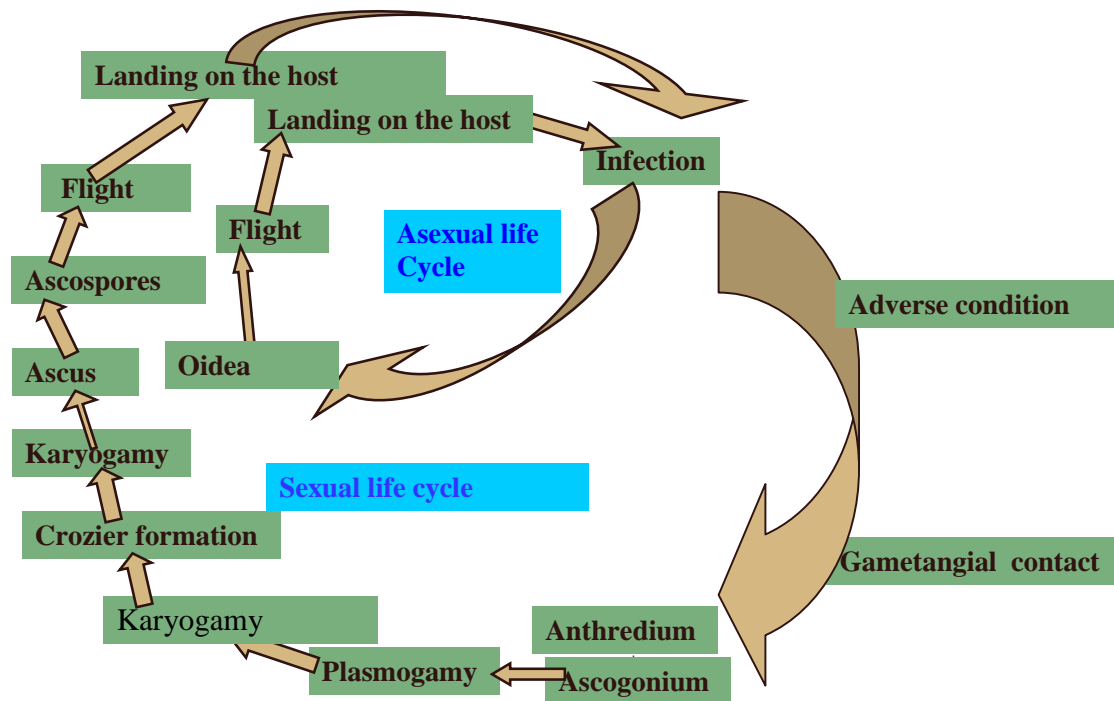 Landing on the host
Landing on the host
Infection
Flight
Flight
Asexual life
Cycle
Ascospores
Adverse condition
Ascus
Oidea
Karyogamy
Sexual life cycle
Crozier formation
Gametangial contact
Karyogamy
Anthredium
Plasmogamy
Ascogonium